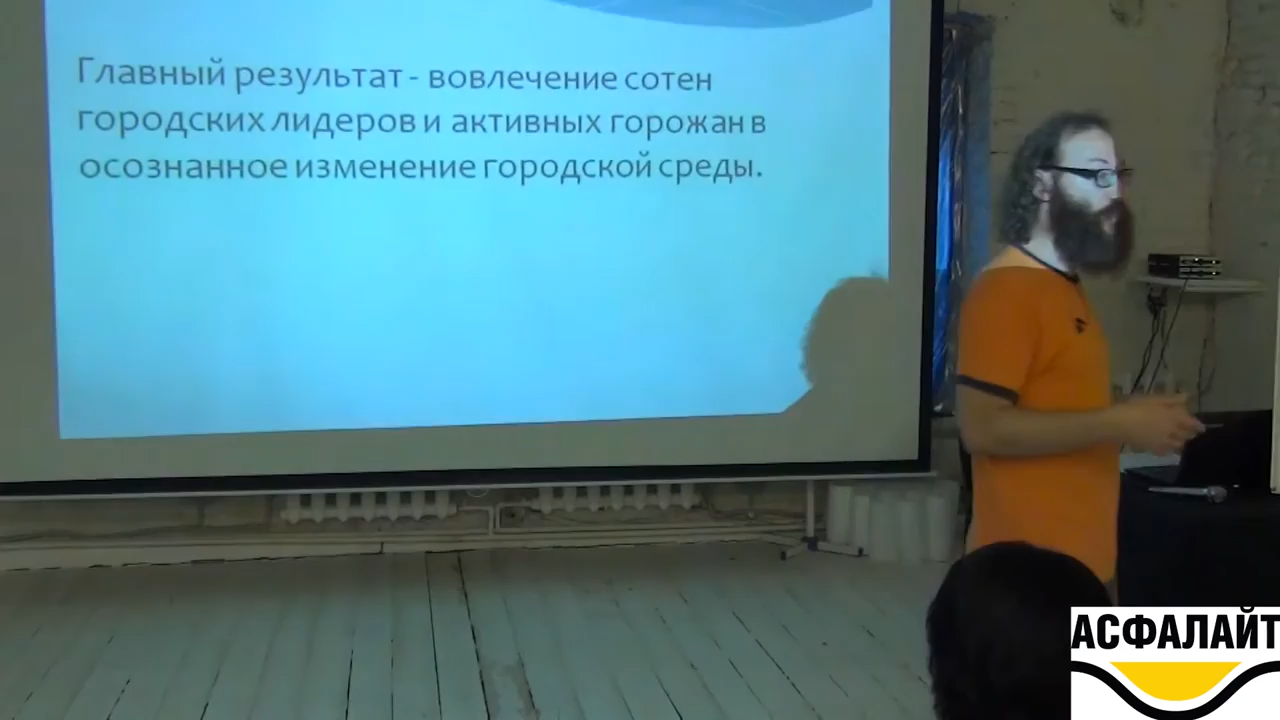 Главный результат - вовлечение сотен
городских лидеров и активных горожан в
осознанное изменение городской среды.
АСФАЛАЙТ